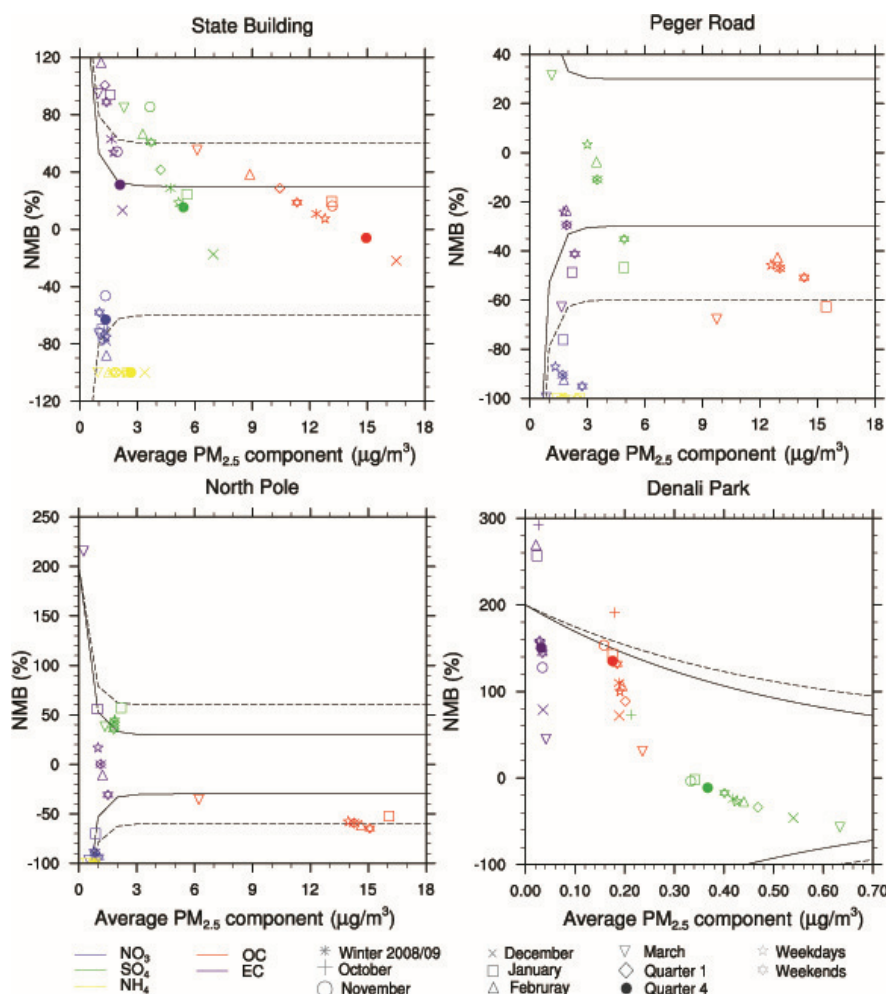 State Building
120
80
40
0
-40
-80
-120
NMB (%)
0 3 6 9 12 15 18
Average PM2.5 component (μg/m3)
Peger Road
40
20
0
-20
-40
-60
-80
-100
NMB (%)
0 3 6 9 12 15 18
Average PM2.5 component (μg/m3)
North Pole
250
200
150
100
50
0
-50
-100
NMB (%)
0 3 6 9 12 15 18
Average PM2.5 component (μg/m3)
Denali Park
300
200
100
0
-100
NMB (%)
0.00 0.10 0.20 0.30 0.40 0.50 0.60 0.70
Average PM2.5 component (μg/m3)
NO3
SO4
NH4
OC
EC
Winter 2008/09
October
November
December
January
Februray
March
Quarter 1
Quarter 4
Weekdays
Weekends